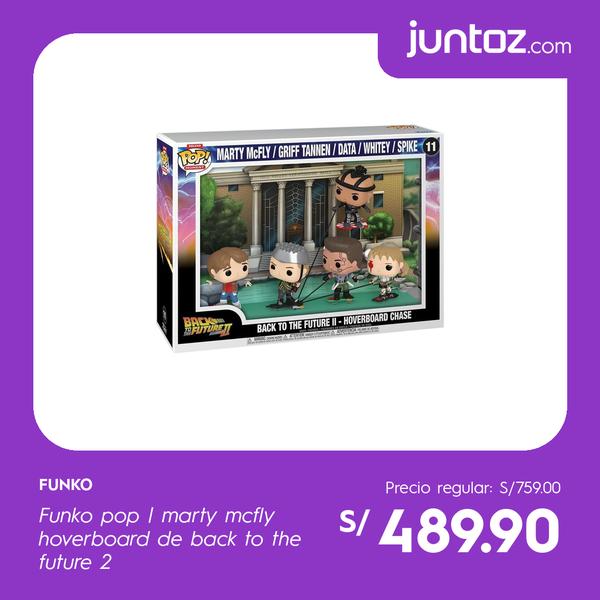 juntoz.com
POP!
MOMENT
MARTY McFLY / GRIFF TANNEN / DATA / WHITEY / SPIKE
11
BACK
TO THE
FUTURE II
BACK TO THE FUTURE II - HOVERBOARD CHASE
FUNKO
Funko pop | marty mcfly
hoverboard de back to the
future 2
Precio regular: S/759.00
S/ 489.90